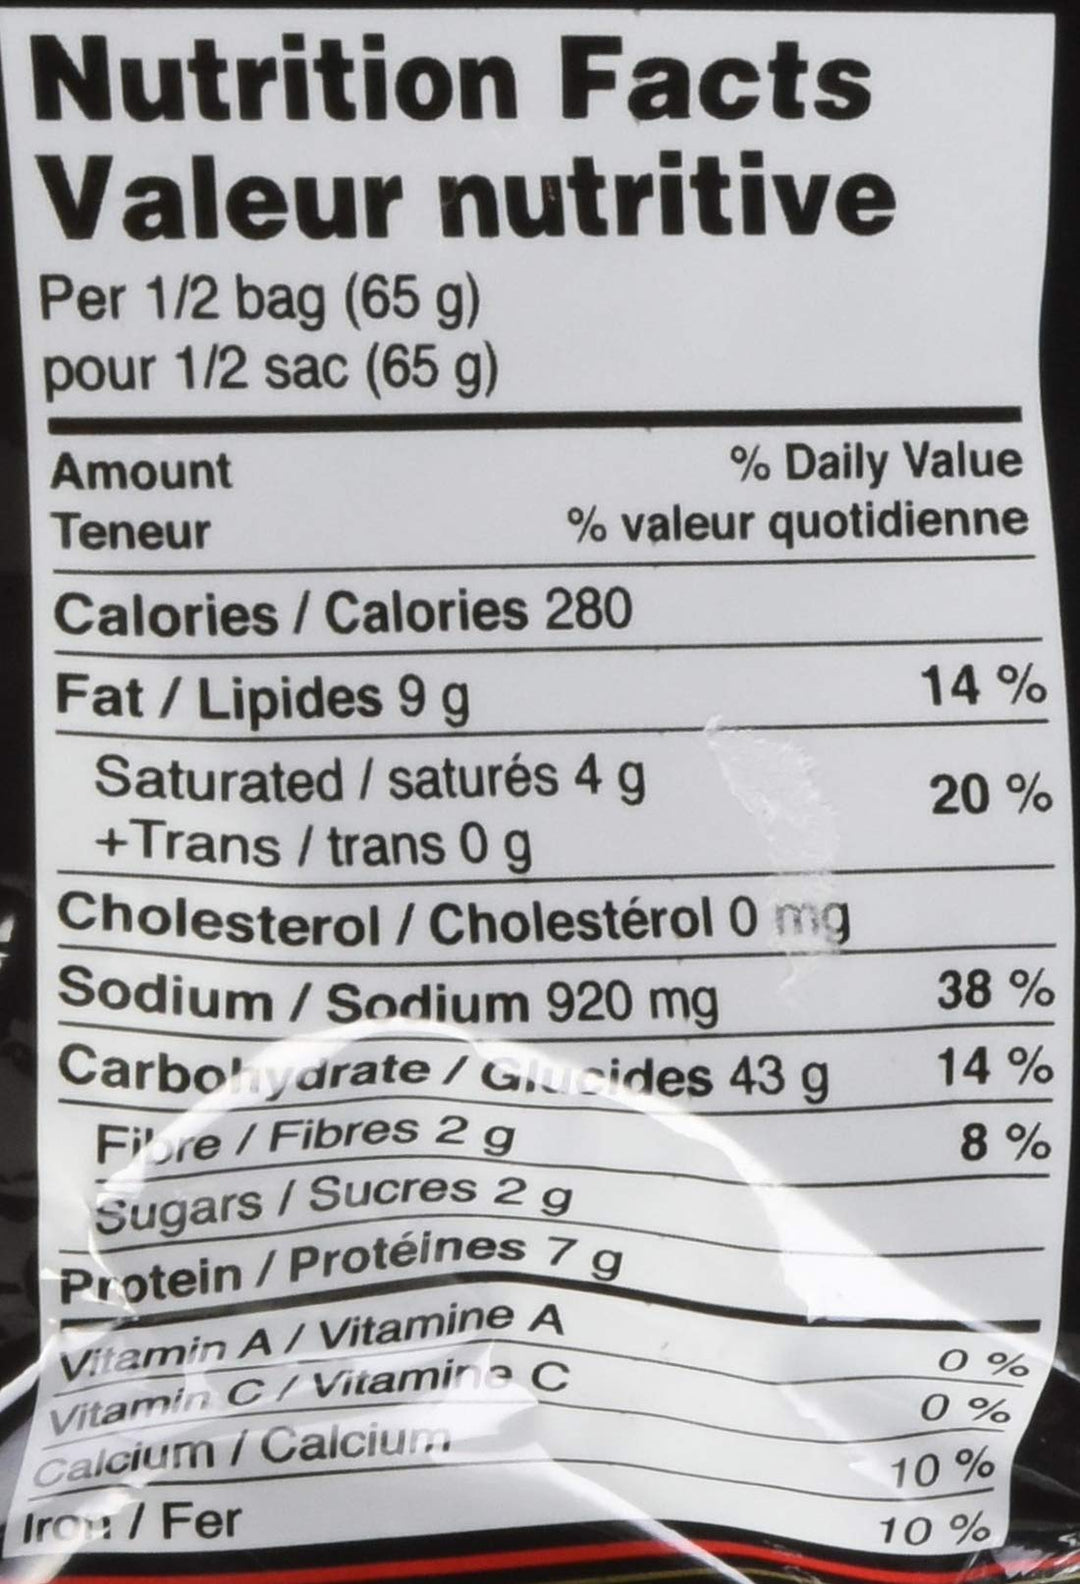 Nutrition Facts
Valeur nutritive
Per 1/2 bag (65 g)
pour 1/2 sac (65 g)
Amount % Daily Value
Teneur % valeur quotidienne
Calories / Calories 280
Fat / Lipides 9 g 14 %
Saturated / saturés 4 g 20 %
+Trans / trans 0 g
Cholesterol / Cholestérol 0 mg
Sodium / Sodium 920 mg 38 %
Carbohydrate / Glucides 43 g 14 %
Fibre / Fibres 2 g 8 %
Sugars / Sucres 2 g
Protein / Protéines 7 g
Vitamin A / Vitamine A 0 %
Vitamin C / Vitamine C 0 %
Calcium / Calcium 10 %
Iron / Fer 10 %